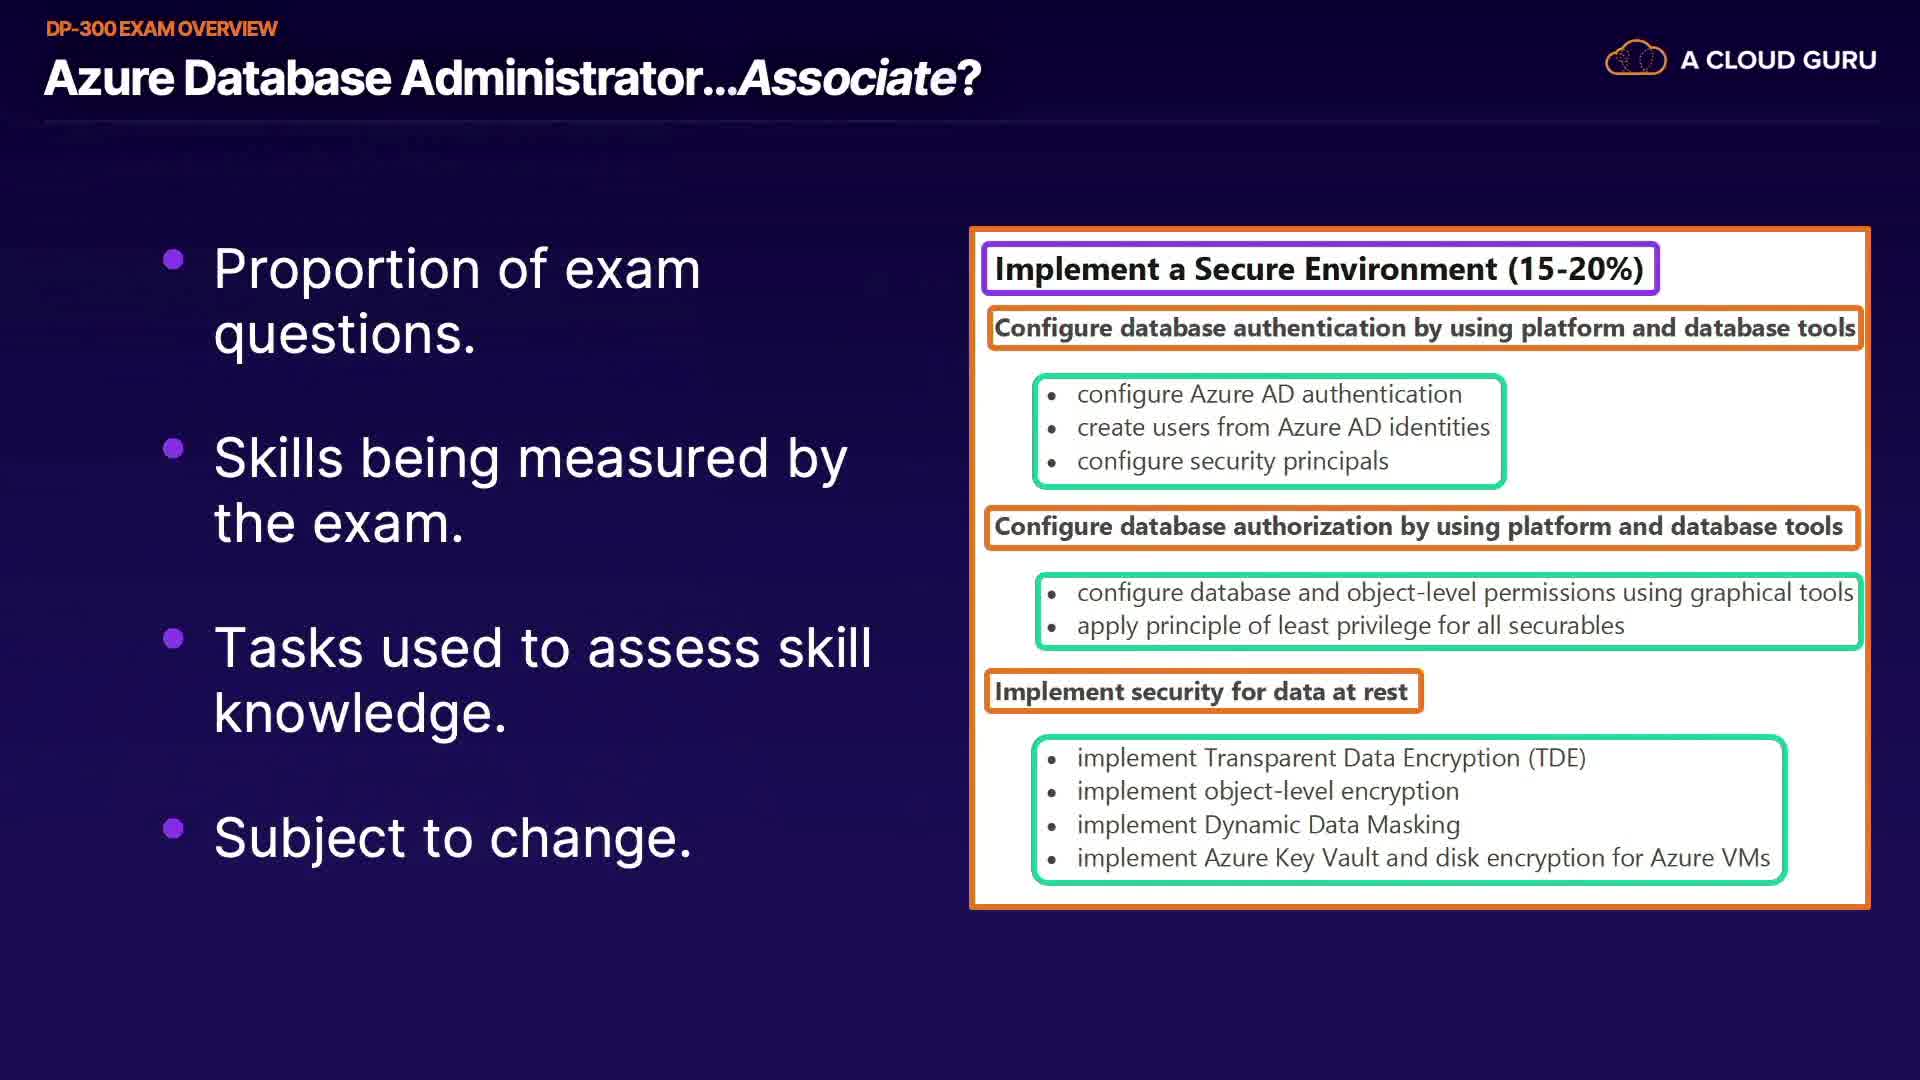 DP-300 EXAM OVERVIEW
Azure Database Administrator...Associate?
A CLOUD GURU
Proportion of exam
questions.
Skills being measured by
the exam.
Tasks used to assess skill
knowledge.
Subject to change.
Implement a Secure Environment (15-20%)
Configure database authentication by using platform and database tools
configure Azure AD authentication
create users from Azure AD identities
configure security principals
Configure database authorization by using platform and database tools
configure database and object-level permissions using graphical tools
apply principle of least privilege for all securables
Implement security for data at rest
implement Transparent Data Encryption (TDE)
implement object-level encryption
implement Dynamic Data Masking
implement Azure Key Vault and disk encryption for Azure VMs